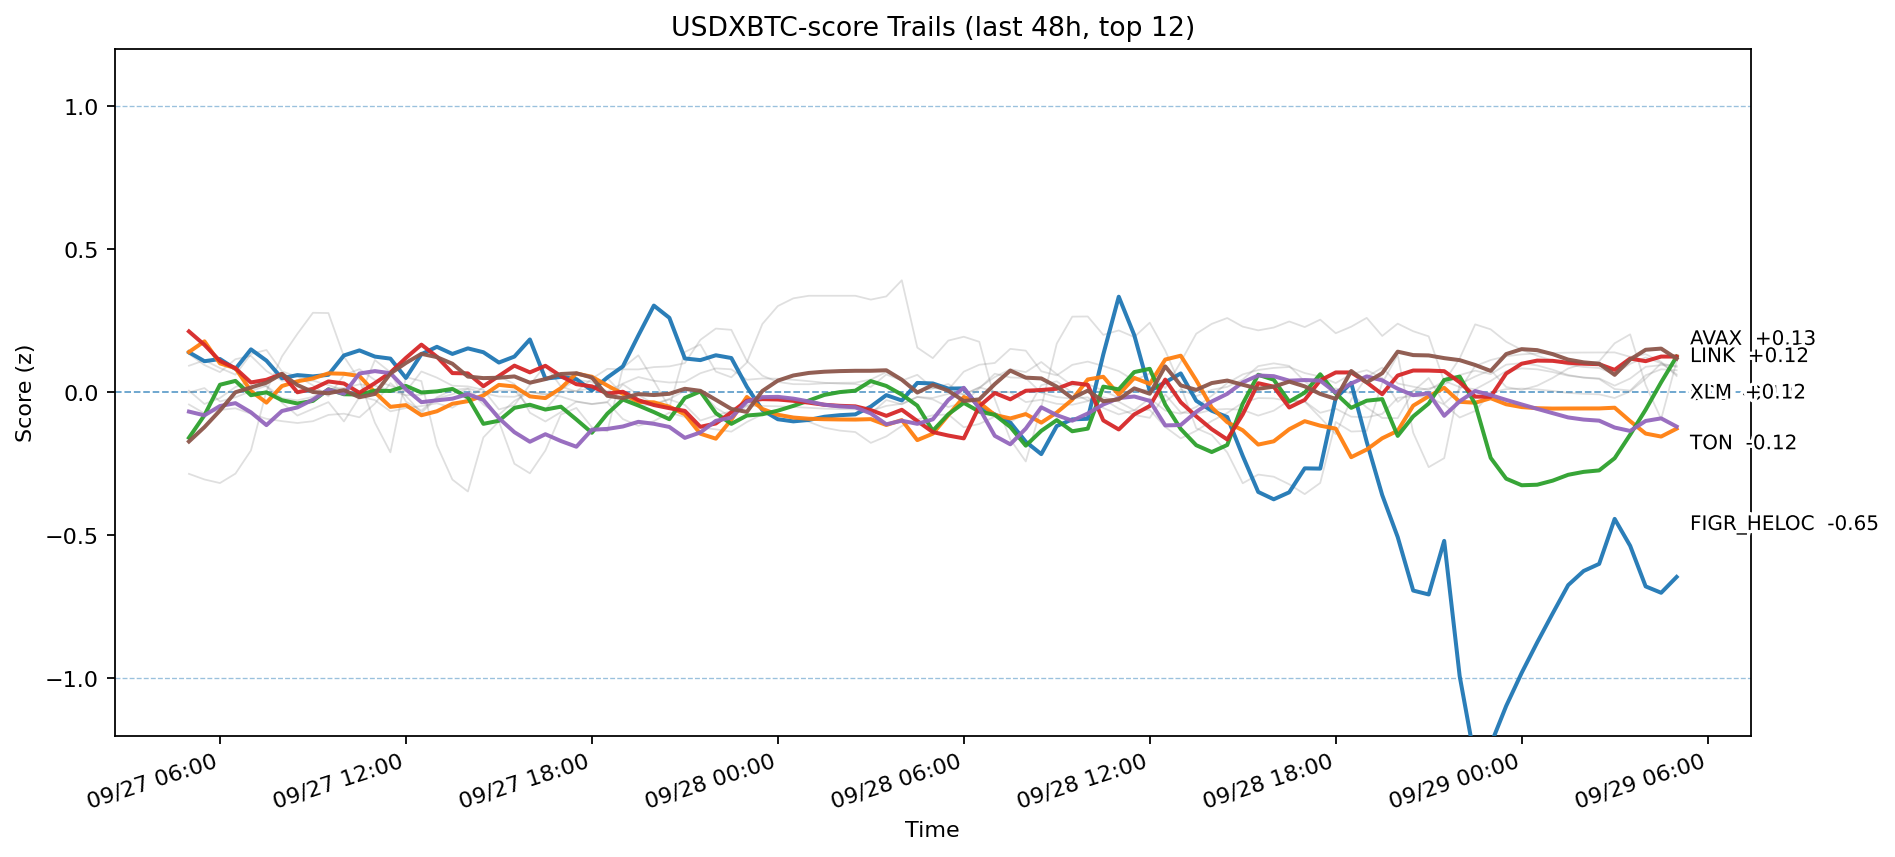 USDXBTC-score Trails (last 48h, top 12)
Score (z)
1.0
0.5
0.0
−0.5
−1.0
AVAX +0.13
LINK +0.12
XLM +0.12
TON -0.12
FIGR_HELOC -0.65
09/27 06:00
09/27 12:00
09/27 18:00
09/28 00:00
09/28 06:00
09/28 12:00
09/28 18:00
09/29 00:00
09/29 06:00
Time